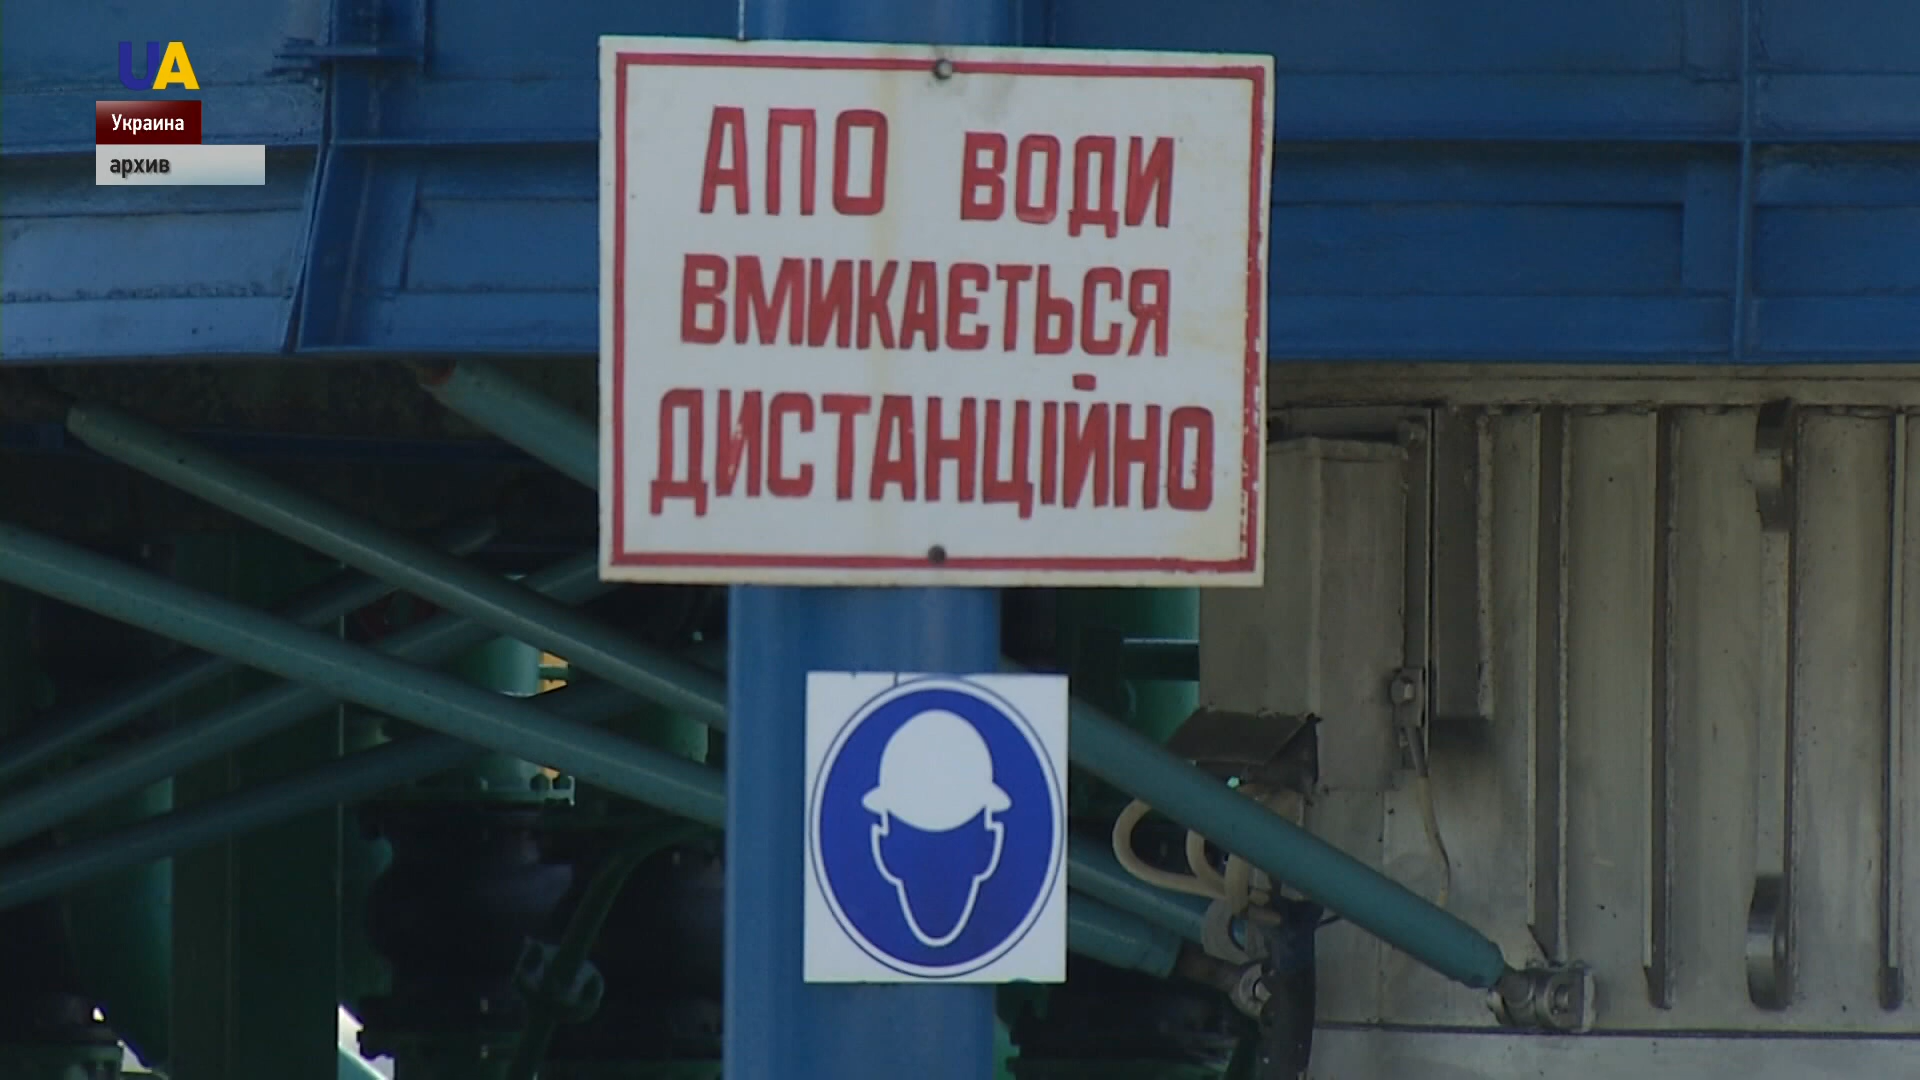 UA
Украина
архив
АПО ВОДИ
ВМИКАЄТЬСЯ
ДИСТАНЦІЙНО